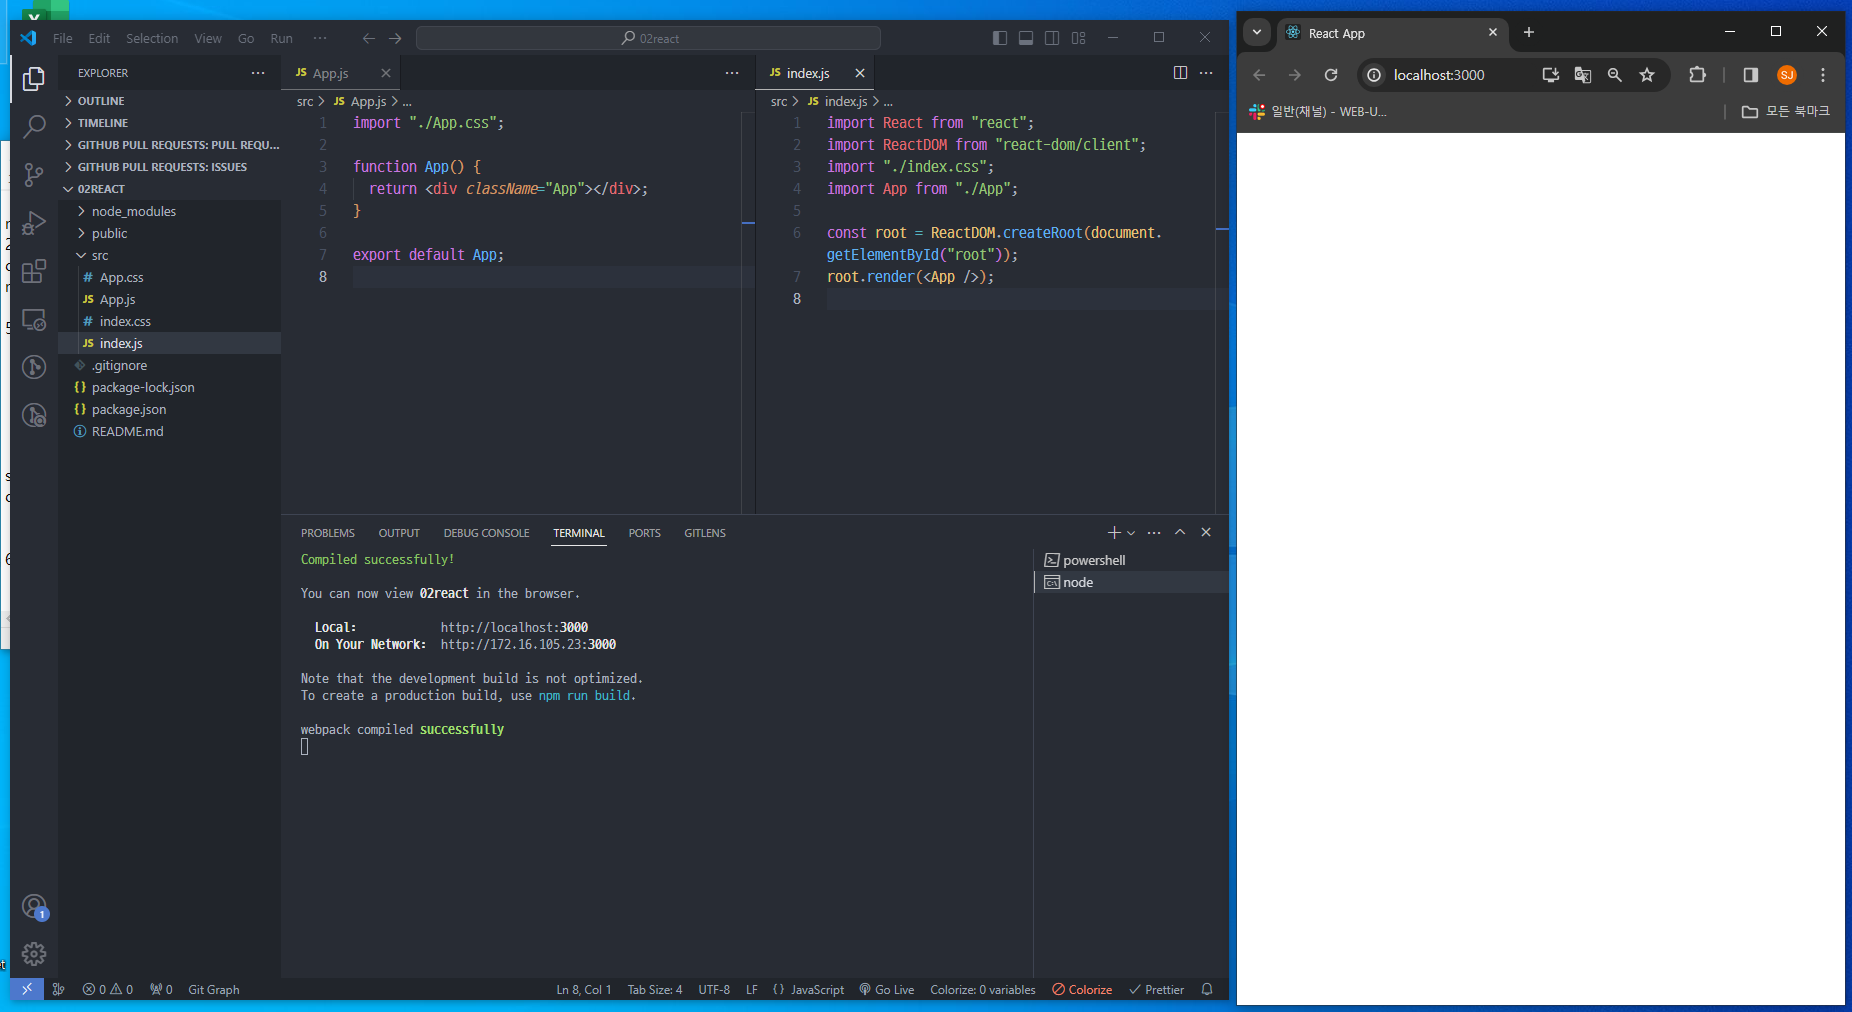 File Edit Selection View Go Run ···
02react
EXPLORER
OUTLINE
TIMELINE
GITHUB PULL REQUESTS: PULL REQU...
GITHUB PULL REQUESTS: ISSUES
02REACT
node_modules
public
src
# App.css
JS App.js
# index.css
JS index.js
.gitignore
{} package-lock.json
{} package.json
README.md
JS App.js
src > JS App.js > ...
1 import "./App.css";
2
3 function App() {
4 return <div className="App"></div>;
5 }
6
7 export default App;
8
JS index.js
src > JS index.js > ...
1 import React from "react";
2 import ReactDOM from "react-dom/client";
3 import "./index.css";
4 import App from "./App";
5
6 const root = ReactDOM.createRoot(document.
getElementById("root"));
7 root.render(<App />);
8
PROBLEMS OUTPUT DEBUG CONSOLE TERMINAL PORTS GITLENS
Compiled successfully!
You can now view 02react in the browser.
Local: http://localhost:3000
On Your Network: http://172.16.105.23:3000
Note that the development build is not optimized.
To create a production build, use npm run build.
webpack compiled successfully
powershell
node
1
0 0 0 Git Graph
Ln 8, Col 1 Tab Size: 4 UTF-8 LF {} JavaScript Go Live Colorize: 0 variables Colorize Prettier
React App
localhost:3000
SJ
일반(채널) - WEB-U...
모든 북마크